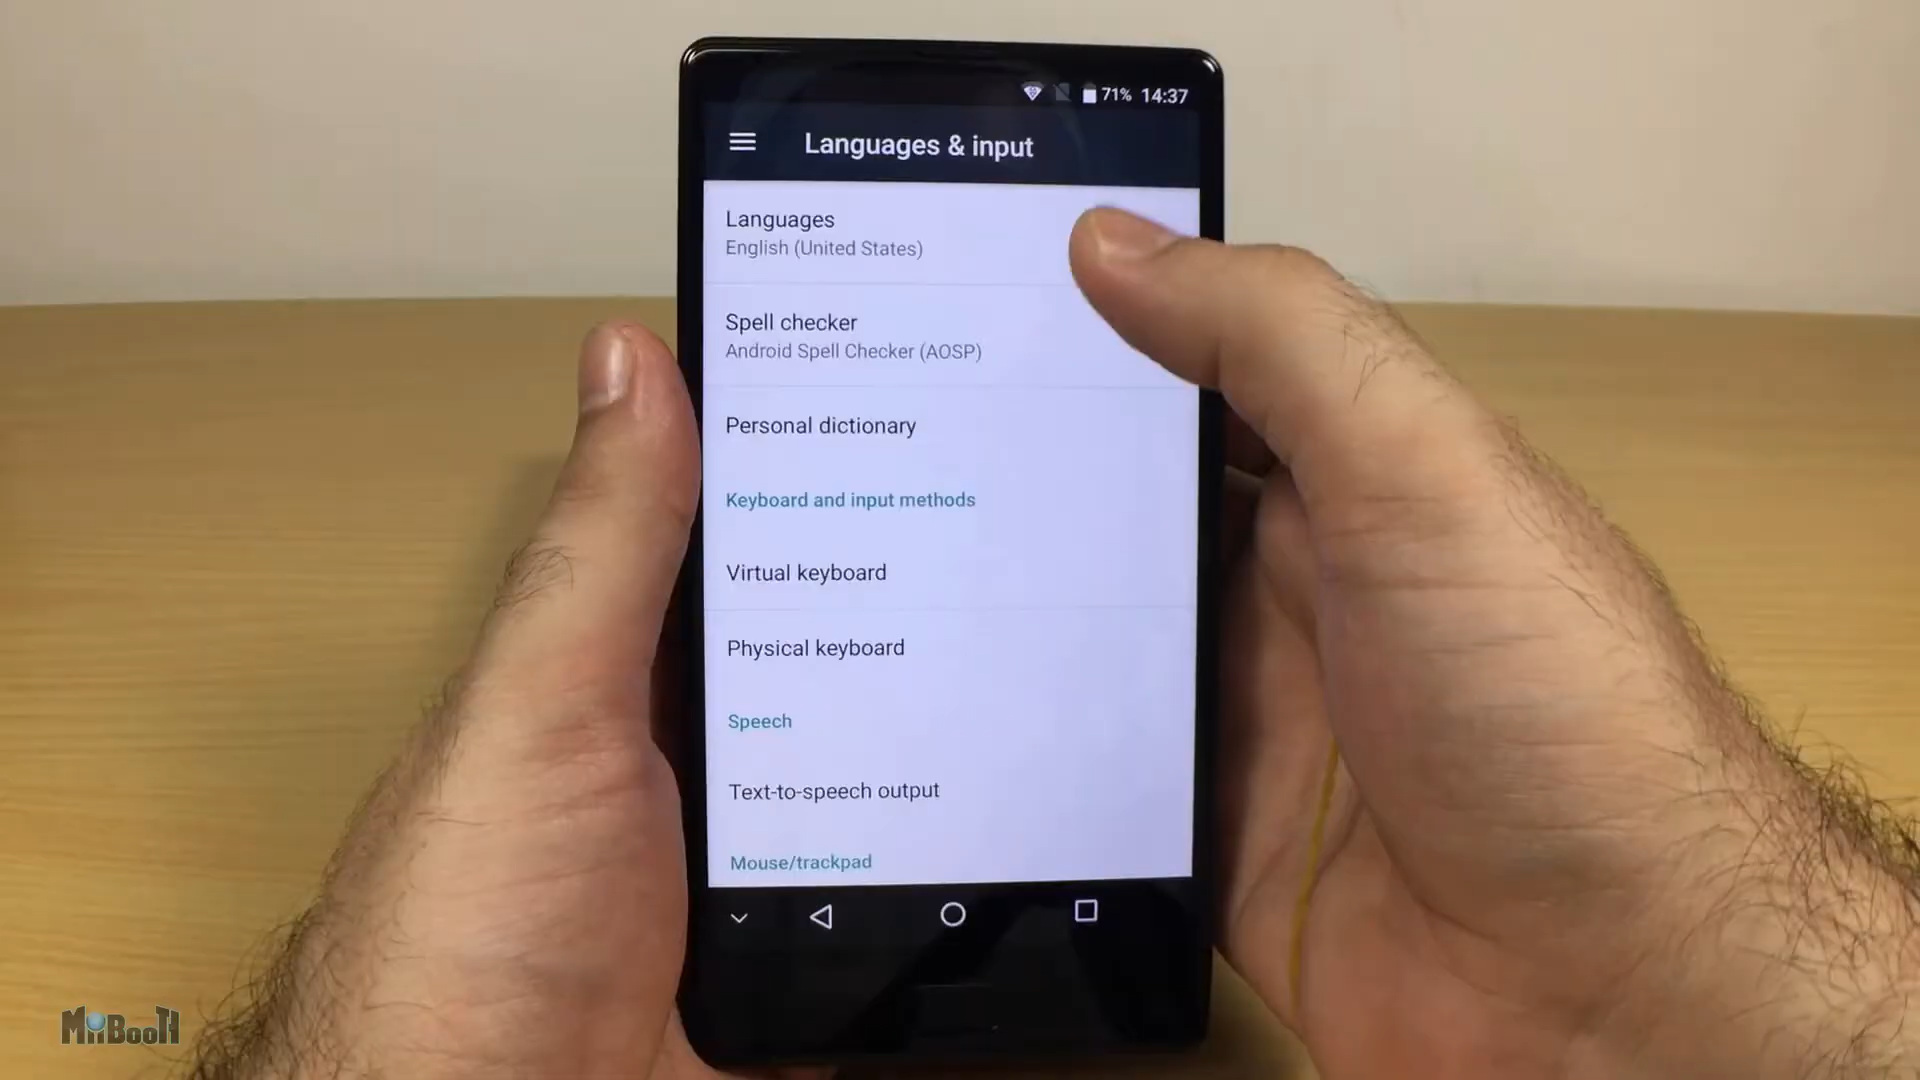 71% 14:37
Languages & input
Languages
English (United States)
Spell checker
Android Spell Checker (AOSP)
Personal dictionary
Keyboard and input methods
Virtual keyboard
Physical keyboard
Speech
Text-to-speech output
Mouse/trackpad
MiiBooTH